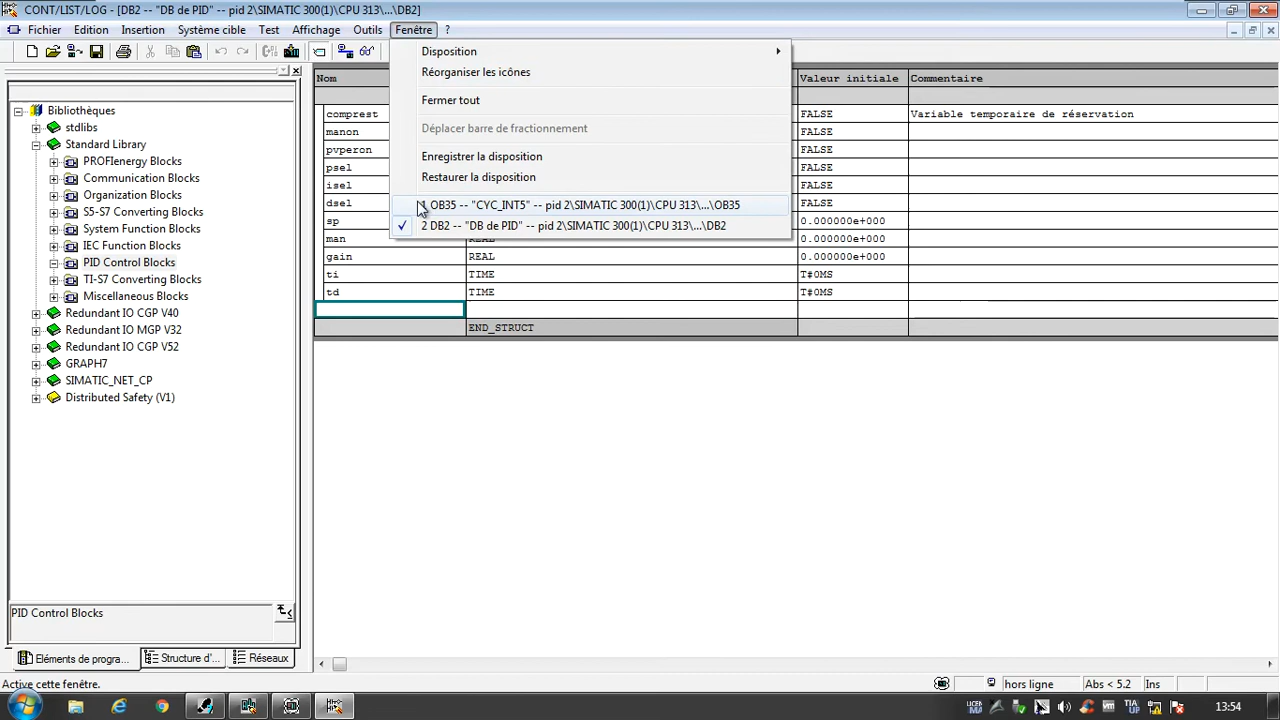 CONT/LIST/LOG - [DB2 -- "DB de PID" -- pid 2\SIMATIC 300(1)\CPU 313\...\DB2]
Fichier Edition Insertion Système cible Test Affichage Outils Fenêtre ?
Disposition
Réorganiser les icônes
Fermer tout
Déplacer barre de fractionnement
Enregistrer la disposition
Restaurer la disposition
1 OB35 -- "CYC_INT5" -- pid 2\SIMATIC 300(1)\CPU 313\...\OB35
2 DB2 -- "DB de PID" -- pid 2\SIMATIC 300(1)\CPU 313\...\DB2
Bibliothèques
stdlibs
Standard Library
PROFIenergy Blocks
Communication Blocks
Organization Blocks
S5-S7 Converting Blocks
System Function Blocks
IEC Function Blocks
PID Control Blocks
TI-S7 Converting Blocks
Miscellaneous Blocks
Redundant IO CGP V40
Redundant IO MGP V32
Redundant IO CGP V52
GRAPH7
SIMATIC_NET_CP
Distributed Safety (V1)
PID Control Blocks
Eléments de progra... Structure d'... Réseaux
Nom Valeur initiale Commentaire
comprest FALSE Variable temporaire de réservation
manon FALSE
pvperon FALSE
psel FALSE
isel FALSE
dsel FALSE
sp 0.000000e+000
man REAL 0.000000e+000
gain REAL 0.000000e+000
ti TIME T#0MS
td TIME T#0MS
END_STRUCT
Active cette fenêtre.
hors ligne Abs < 5.2 Ins
13:54